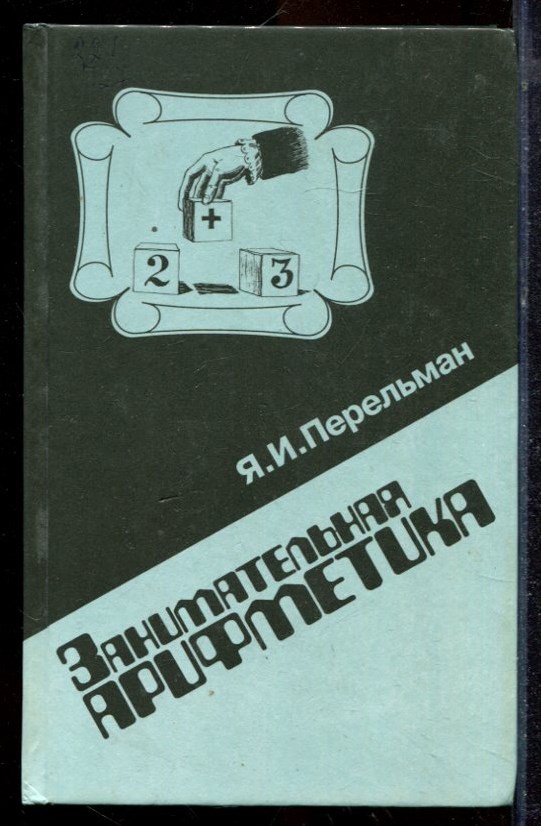 +
2 3
Я.И.Перельман
Занимательная
арифметика